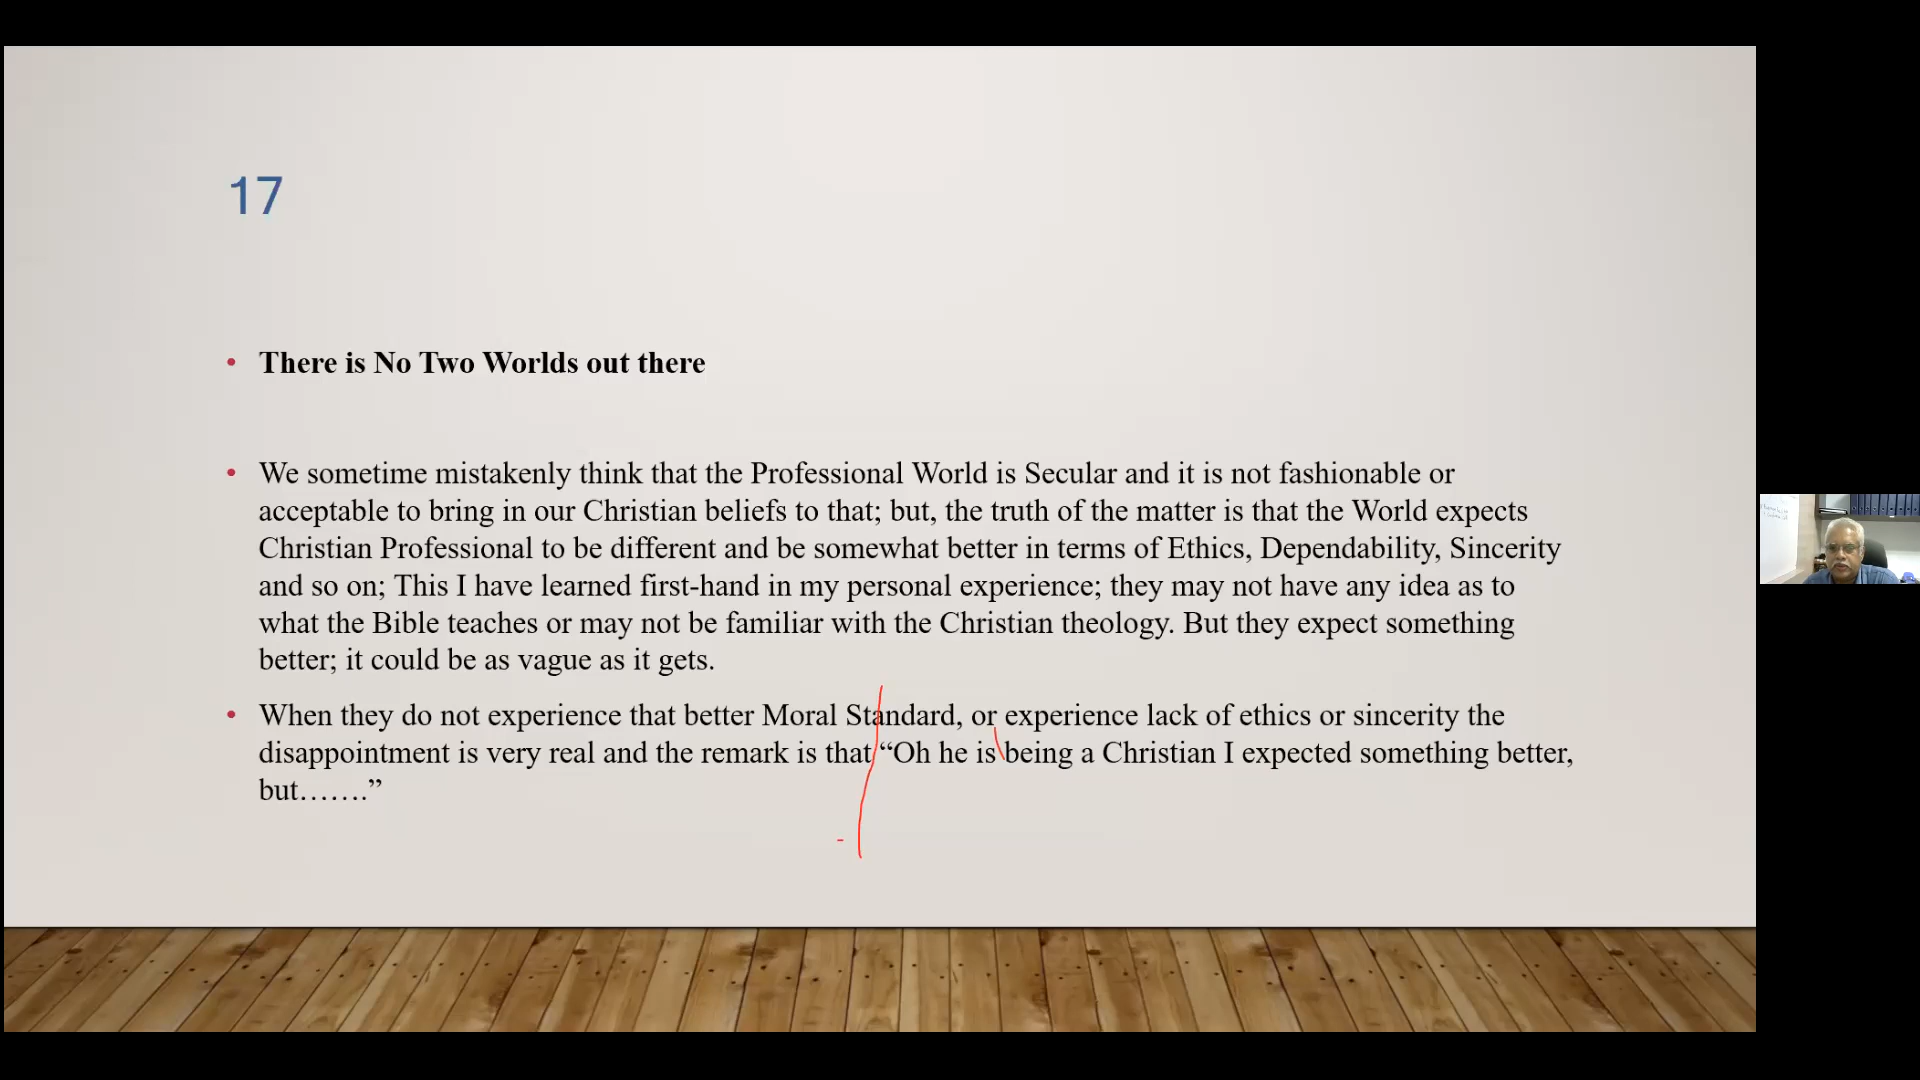 17
• There is No Two Worlds out there
• We sometime mistakenly think that the Professional World is Secular and it is not fashionable or
acceptable to bring in our Christian beliefs to that; but, the truth of the matter is that the World expects
Christian Professional to be different and be somewhat better in terms of Ethics, Dependability, Sincerity
and so on; This I have learned first-hand in my personal experience; they may not have any idea as to
what the Bible teaches or may not be familiar with the Christian theology. But they expect something
better; it could be as vague as it gets.
• When they do not experience that better Moral Standard, or experience lack of ethics or sincerity the
disappointment is very real and the remark is that “Oh he is being a Christian I expected something better,
but…….”